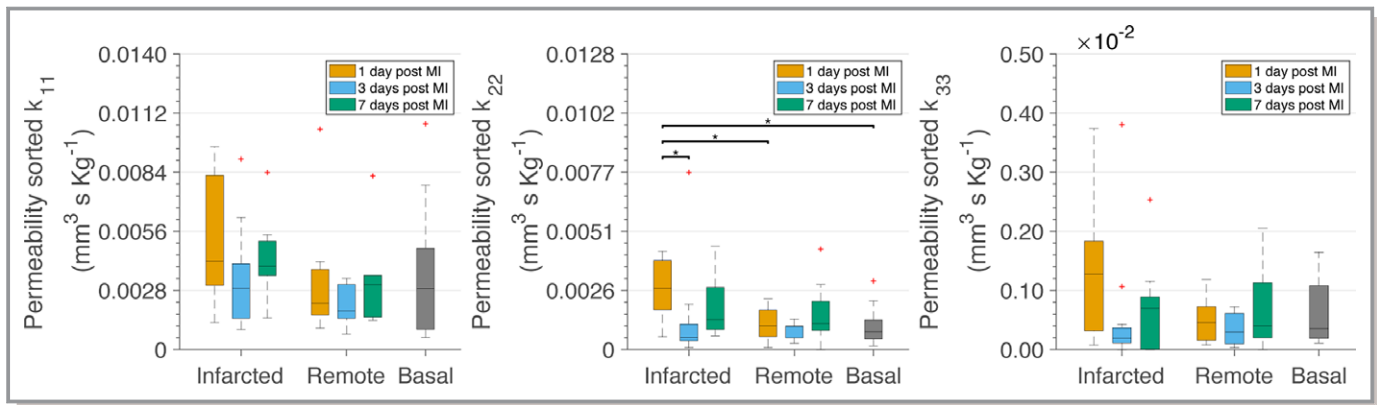 Permeability sorted k11
(mm3 s Kg-1)
0.0140
0.0112
0.0084
0.0056
0.0028
0
1 day post MI
3 days post MI
7 days post MI
Infarcted Remote Basal
Permeability sorted k22
(mm3 s Kg-1)
0.0128
0.0102
0.0077
0.0051
0.0026
0
1 day post MI
3 days post MI
7 days post MI
*
*
*
Infarcted Remote Basal
Permeability sorted k33
(mm3 s Kg-1)
×10-2
0.50
0.40
0.30
0.20
0.10
0.00
1 day post MI
3 days post MI
7 days post MI
Infarcted Remote Basal